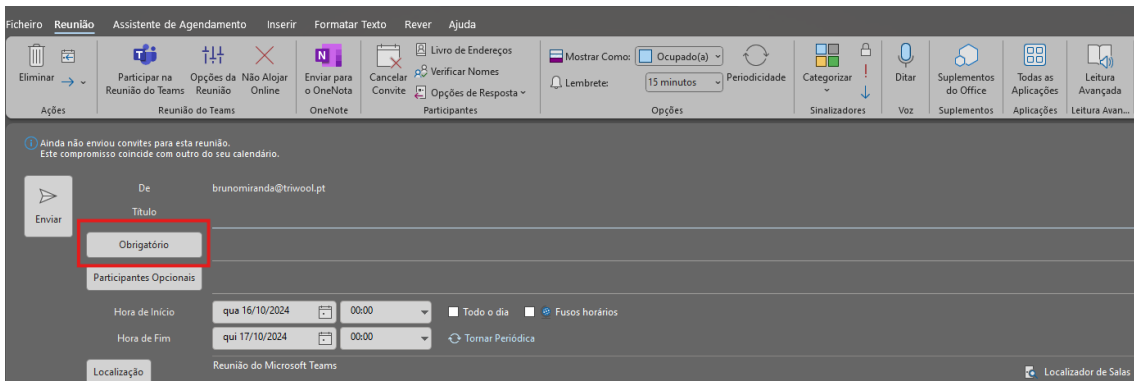 Ficheiro Reunião Assistente de Agendamento Inserir Formatar Texto Rever Ajuda
Livro de Endereços
Mostrar Como: Ocupado(a)
Verificar Nomes
Eliminar Participar na Reunião do Teams Opções da Reunião Não Alojar Online Enviar para o OneNota Cancelar Convite Opções de Resposta Lembrete: 15 minutos Periodicidade Categorizar Ditar Suplementos do Office Todas as Aplicações Leitura Avançada
Ações Reunião do Teams OneNote Participantes Opções Sinalizadores Voz Suplementos Aplicações Leitura Avan...
Ainda não enviou convites para esta reunião.
Este compromisso coincide com outro do seu calendário.
De brunomiranda@triwool.pt
Enviar
Título
Obrigatório
Participantes Opcionais
Hora de Início qua 16/10/2024 00:00 Todo o dia Fusos horários
Hora de Fim qui 17/10/2024 00:00 Tornar Periódica
Localização Reunião do Microsoft Teams Localizador de Salas